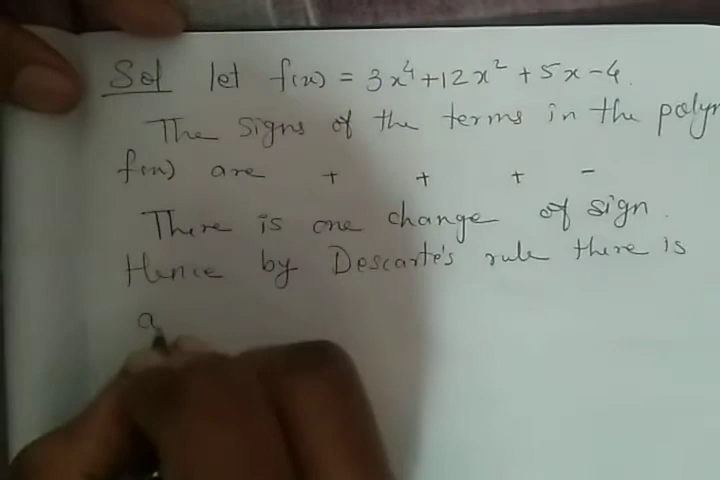 Sol let f(x) = 3x⁴+12x²+5x-4.
The signs of the terms in the
f(x) are + + + -
There is one change of sign.
Hence by Descarte's rule there is
a